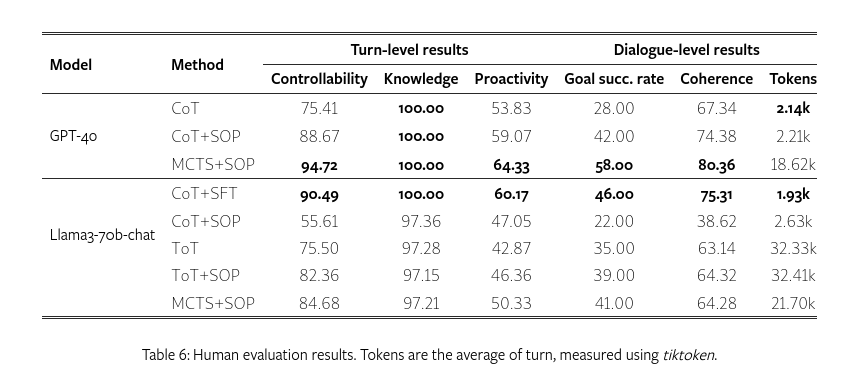 Turn-level results Dialogue-level results
Model Method
Controllability Knowledge Proactivity Goal succ. rate Coherence Tokens
CoT 75.41 100.00 53.83 28.00 67.34 2.14k
GPT-4o CoT+SOP 88.67 100.00 59.07 42.00 74.38 2.21k
MCTS+SOP 94.72 100.00 64.33 58.00 80.36 18.62k
CoT+SFT 90.49 100.00 60.17 46.00 75.31 1.93k
CoT+SOP 55.61 97.36 47.05 22.00 38.62 2.63k
Llama3-70b-chat
ToT 75.50 97.28 42.87 35.00 63.14 32.33k
ToT+SOP 82.36 97.15 46.36 39.00 64.32 32.41k
MCTS+SOP 84.68 97.21 50.33 41.00 64.28 21.70k
Table 6: Human evaluation results. Tokens are the average of turn, measured using tiktoken.